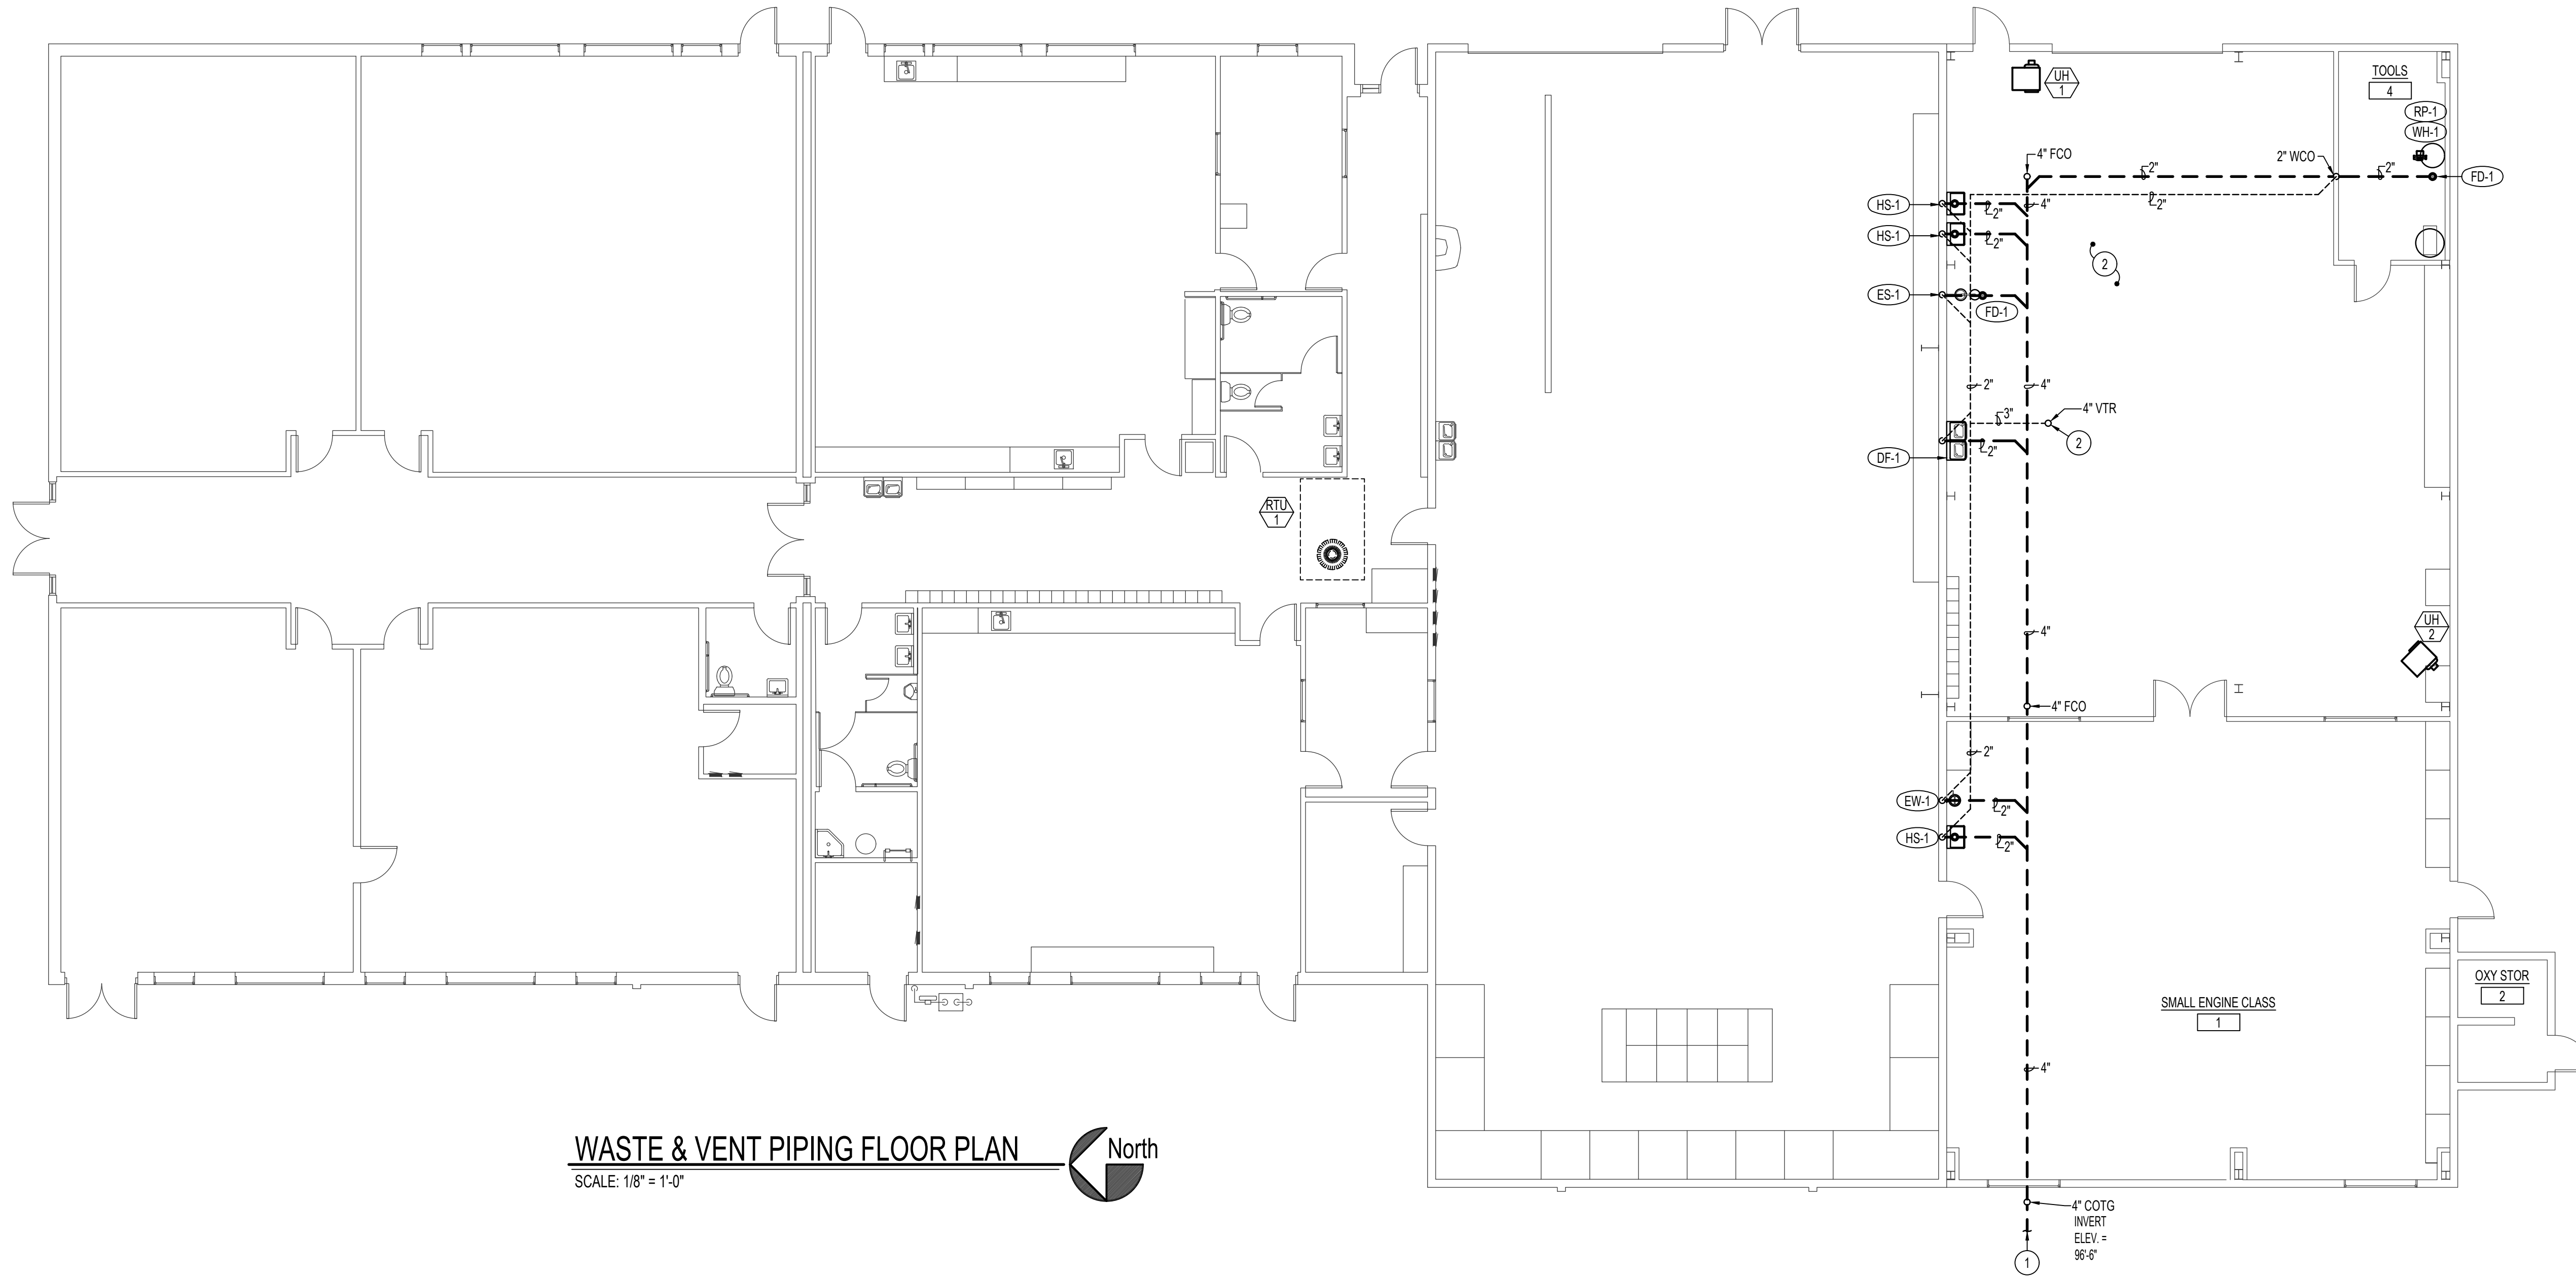 UH
1
TOOLS
4
RP-1
WH-1
4" FCO
2"
2" WCO
2"
FD-1
HS-1
2"
4"
2"
HS-1
2"
2
ES-1
FD-1
2"
4"
3"
4" VTR
2
DF-1
2"
RTU
1
4"
UH
2
4" FCO
2"
EW-1
2"
HS-1
2"
OXY STOR
2
SMALL ENGINE CLASS
1
4"
WASTE & VENT PIPING FLOOR PLAN
North
SCALE: 1/8" = 1'-0"
4" COTG
INVERT
ELEV. =
96'-6"
1